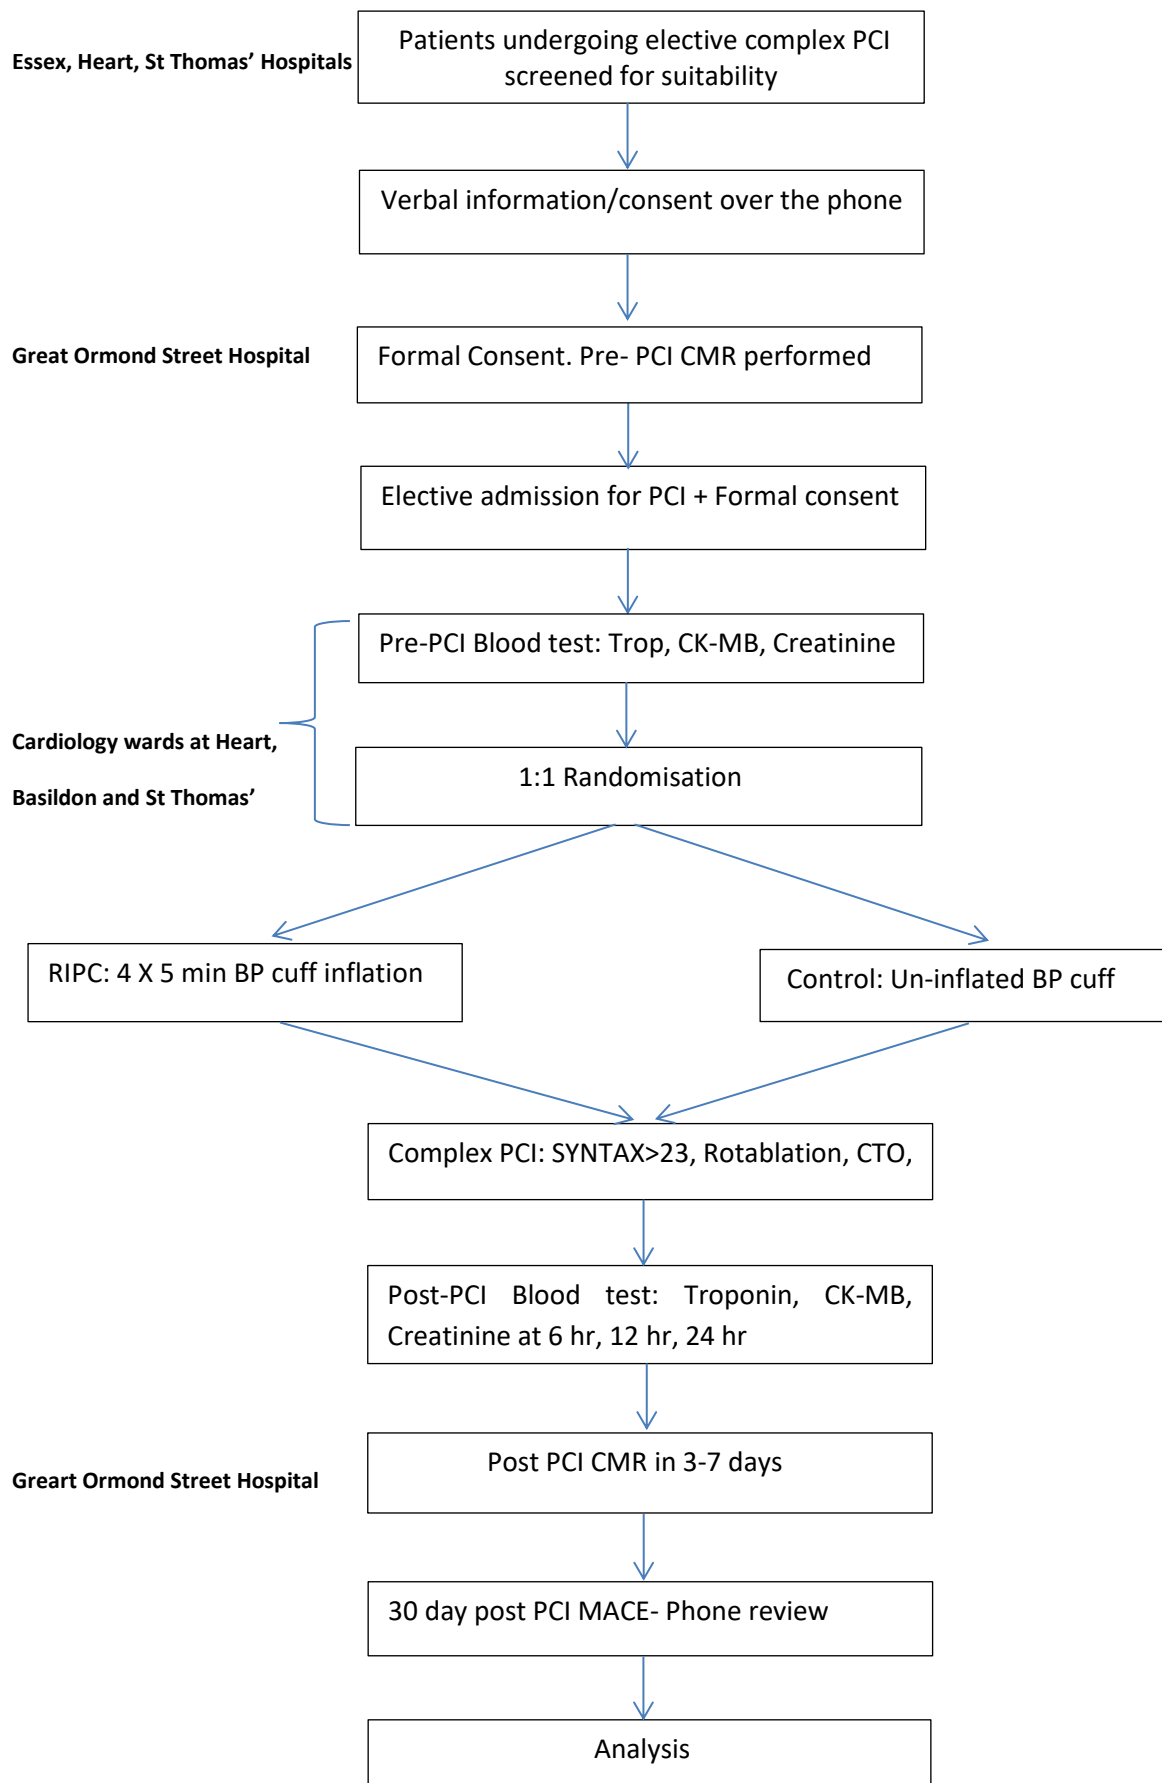 Patients undergoing elective complex PCI
screened for suitability
Essex, Heart, St Thomas’ Hospitals
Verbal information/consent over the phone
Great Ormond Street Hospital
Formal Consent. Pre- PCI CMR performed
Elective admission for PCI + Formal consent
Pre-PCI Blood test: Trop, CK-MB, Creatinine
Cardiology wards at Heart,
Basildon and St Thomas’
1:1 Randomisation
RIPC: 4 X 5 min BP cuff inflation
Control: Un-inflated BP cuff
Complex PCI: SYNTAX>23, Rotablation, CTO,
Post-PCI Blood test: Troponin, CK-MB,
Creatinine at 6 hr, 12 hr, 24 hr
Post PCI CMR in 3-7 days
Greart Ormond Street Hospital
30 day post PCI MACE- Phone review
Analysis